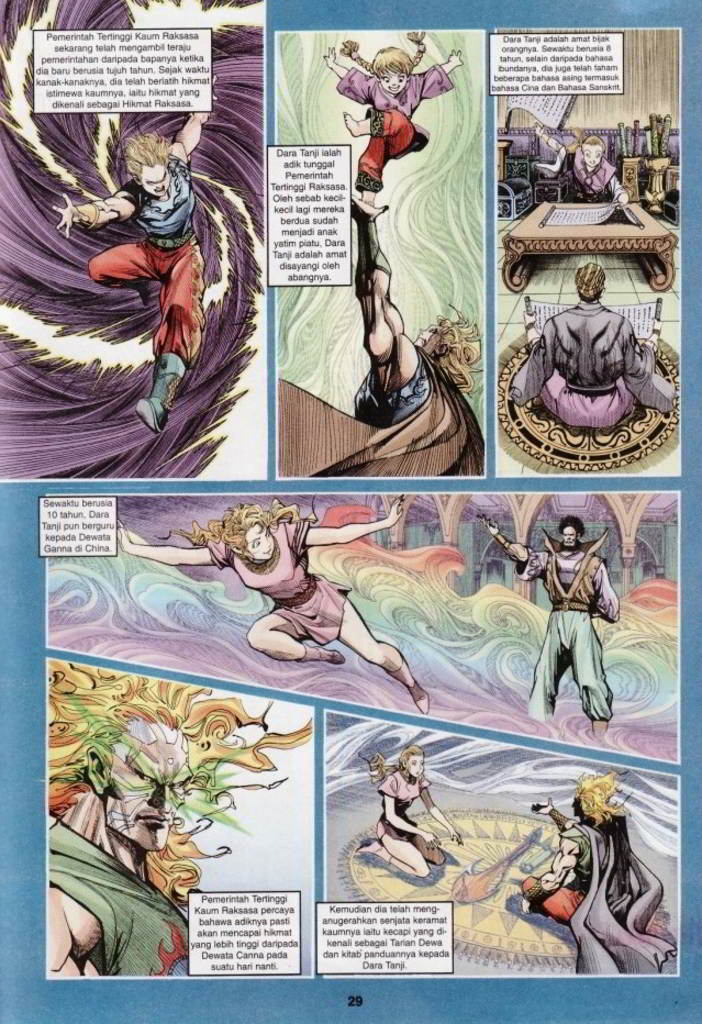 Pemerintah Tertinggi Kaum Raksasa
sekarang telah mengambil teraju
pemerintahan daripada bapanya ketika
dia baru berusia tujuh tahun. Sejak waktu
kanak-kanaknya, dia telah berlatih hikmat
istimewa kaumnya, iaitu hikmat yang
dikenali sebagai Hikmat Raksasa.
Dara Tanji ialah
adik tunggal
Pemerintah
Tertinggi Raksasa.
Oleh sebab kecil-
kecil lagi mereka
berdua sudah
menjadi anak
yatim piatu, Dara
Tanji adalah amat
disayangi oleh
abangnya.
Dara Tanji adalah amat bijak
orangnya. Sewaktu berusia 8
tahun, selain daripada bahasa
ibundanya, dia juga telah faham
beberapa bahasa asing termasuk
bahasa Cina dan Bahasa Sanskrit.
Sewaktu berusia
10 tahun, Dara
Tanji pun berguru
kepada Dewata
Ganna di China.
Pemerintah Tertinggi
Kaum Raksasa percaya
bahawa adiknya pasti
akan mencapai hikmat
yang lebih tinggi daripada
Dewata Canna pada
suatu hari nanti.
Kemudian dia telah meng-
anugerahkan senjata keramat
kaumnya iaitu kecapi yang di-
kenali sebagai Tarian Dewa
dan kitab panduannya kepada
Dara Tanji.
29